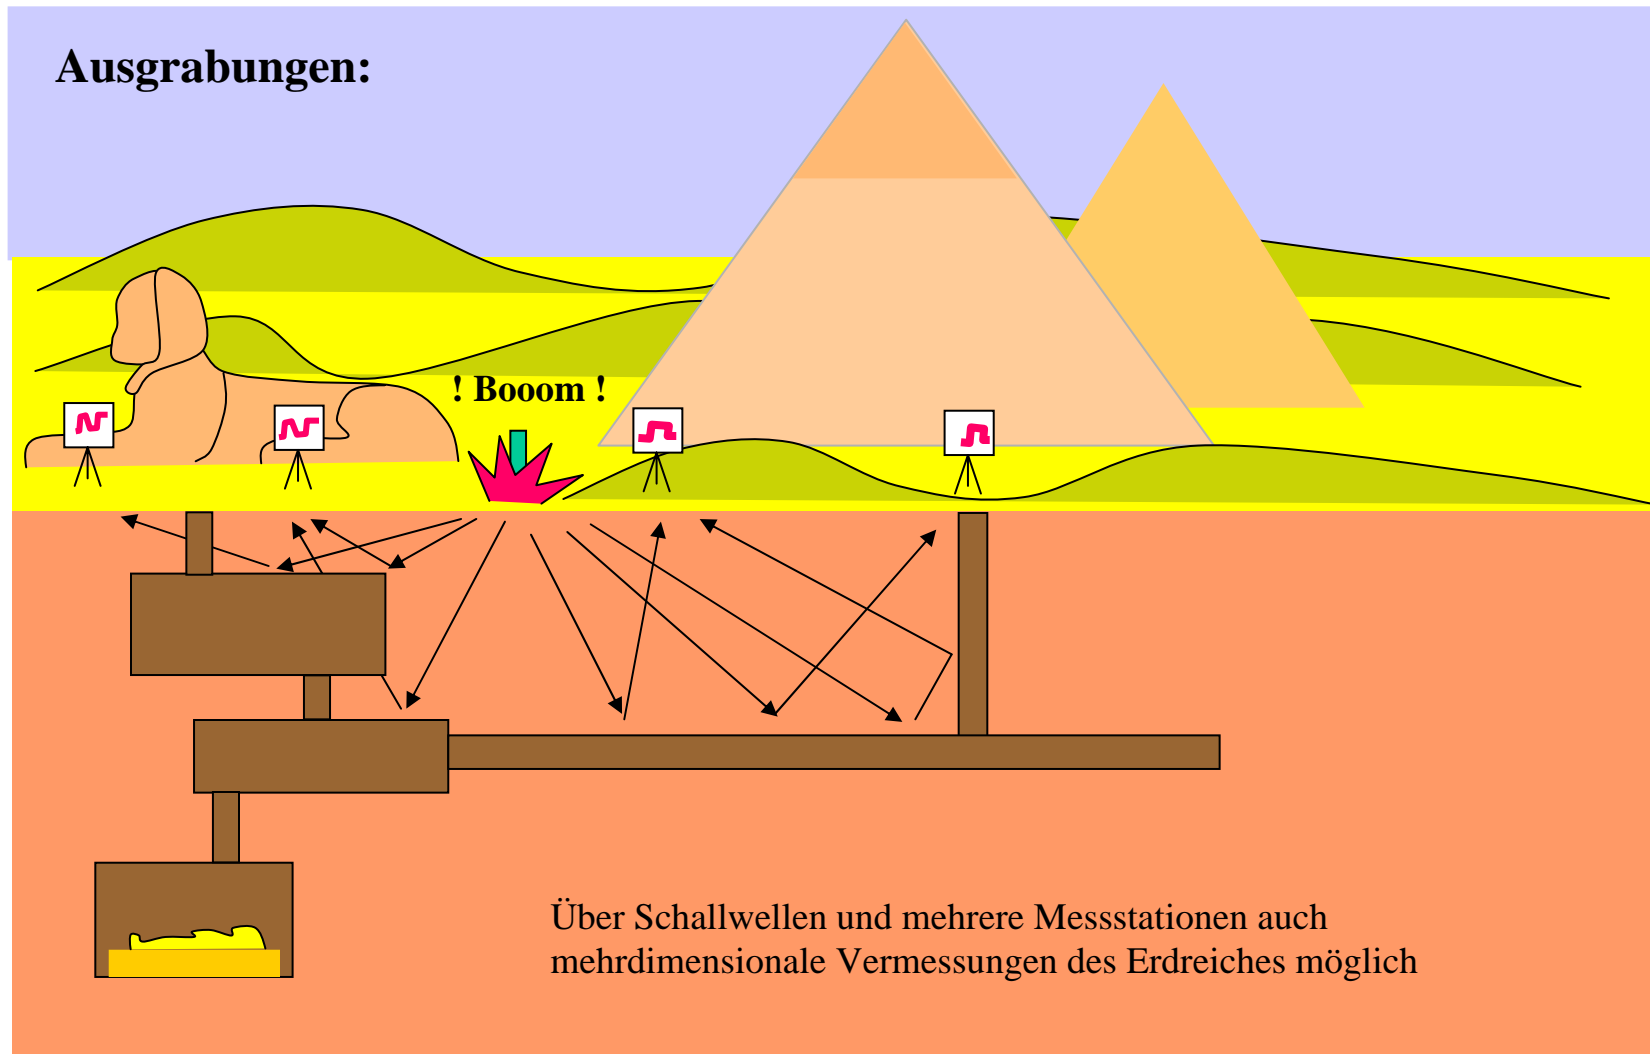 Ausgrabungen:
! Booom !
Über Schallwellen und mehrere Messstationen auch
mehrdimensionale Vermessungen des Erdreiches möglich